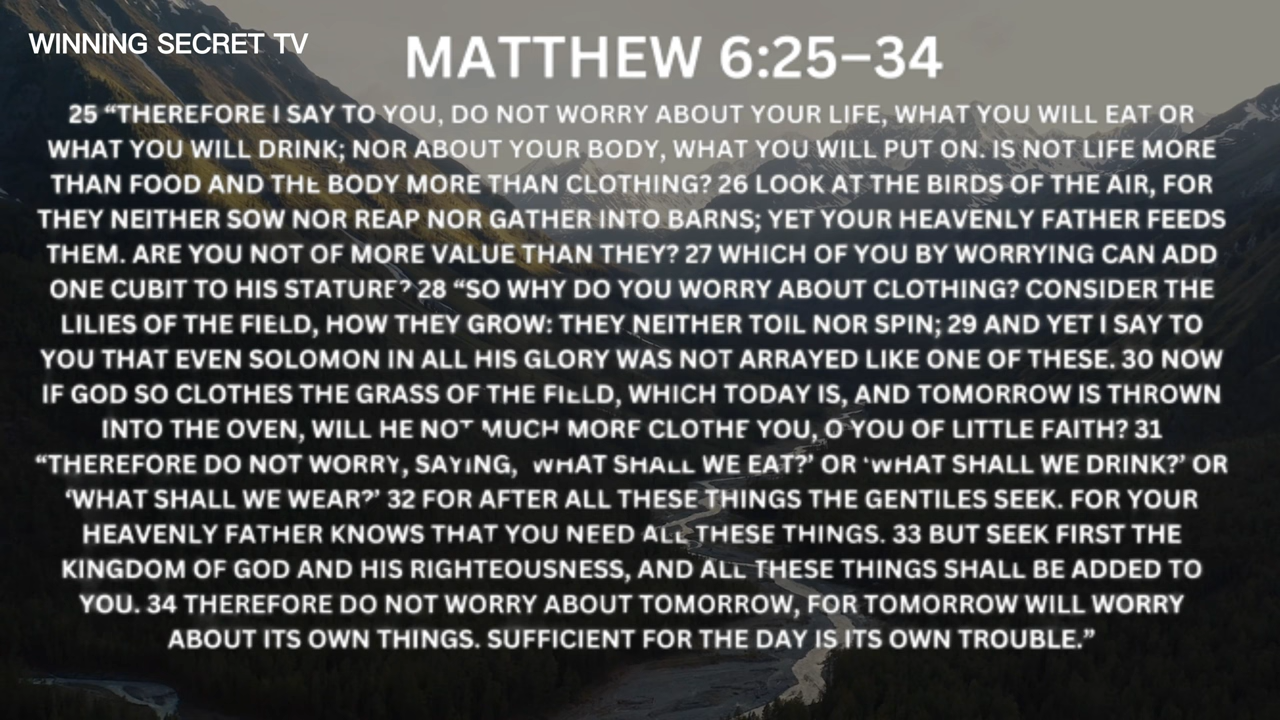 WINNING SECRET TV
MATTHEW 6:25–34
25 “THEREFORE I SAY TO YOU, DO NOT WORRY ABOUT YOUR LIFE, WHAT YOU WILL EAT OR
WHAT YOU WILL DRINK; NOR ABOUT YOUR BODY, WHAT YOU WILL PUT ON. IS NOT LIFE MORE
THAN FOOD AND THE BODY MORE THAN CLOTHING? 26 LOOK AT THE BIRDS OF THE AIR, FOR
THEY NEITHER SOW NOR REAP NOR GATHER INTO BARNS; YET YOUR HEAVENLY FATHER FEEDS
THEM. ARE YOU NOT OF MORE VALUE THAN THEY? 27 WHICH OF YOU BY WORRYING CAN ADD
ONE CUBIT TO HIS STATURE? 28 “SO WHY DO YOU WORRY ABOUT CLOTHING? CONSIDER THE
LILIES OF THE FIELD, HOW THEY GROW: THEY NEITHER TOIL NOR SPIN; 29 AND YET I SAY TO
YOU THAT EVEN SOLOMON IN ALL HIS GLORY WAS NOT ARRAYED LIKE ONE OF THESE. 30 NOW
IF GOD SO CLOTHES THE GRASS OF THE FIELD, WHICH TODAY IS, AND TOMORROW IS THROWN
INTO THE OVEN, WILL HE NOT MUCH MORE CLOTHE YOU, O YOU OF LITTLE FAITH? 31
“THEREFORE DO NOT WORRY, SAYING, WHAT SHALL WE EAT?’ OR ‘WHAT SHALL WE DRINK?’ OR
‘WHAT SHALL WE WEAR?’ 32 FOR AFTER ALL THESE THINGS THE GENTILES SEEK. FOR YOUR
HEAVENLY FATHER KNOWS THAT YOU NEED ALL THESE THINGS. 33 BUT SEEK FIRST THE
KINGDOM OF GOD AND HIS RIGHTEOUSNESS, AND ALL THESE THINGS SHALL BE ADDED TO
YOU. 34 THEREFORE DO NOT WORRY ABOUT TOMORROW, FOR TOMORROW WILL WORRY
ABOUT ITS OWN THINGS. SUFFICIENT FOR THE DAY IS ITS OWN TROUBLE.”